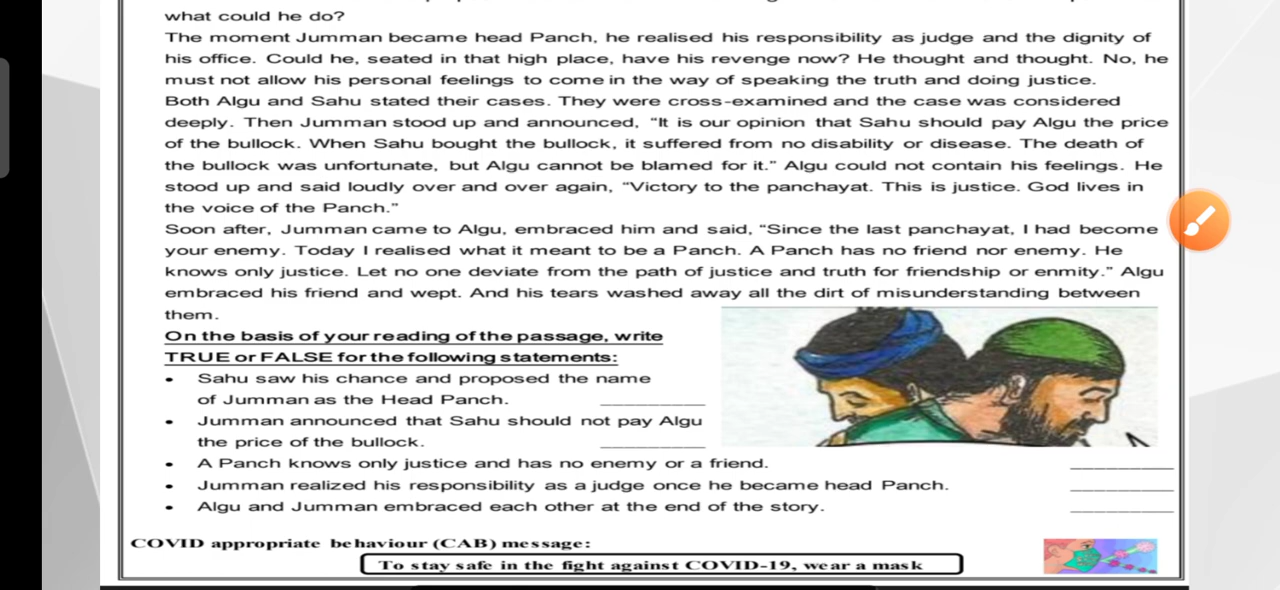 what could he do?
The moment Jumman became head Panch, he realised his responsibility as judge and the dignity of
his office. Could he, seated in that high place, have his revenge now? He thought and thought. No, he
must not allow his personal feelings to come in the way of speaking the truth and doing justice.
Both Algu and Sahu stated their cases. They were cross-examined and the case was considered
deeply. Then Jumman stood up and announced, "It is our opinion that Sahu should pay Algu the price
of the bullock. When Sahu bought the bullock, it suffered from no disability or disease. The death of
the bullock was unfortunate, but Algu cannot be blamed for it." Algu could not contain his feelings. He
stood up and said loudly over and over again, "Victory to the panchayat. This is justice. God lives in
the voice of the Panch."
Soon after, Jumman came to Algu, embraced him and said, "Since the last panchayat, I had become
your enemy. Today I realised what it meant to be a Panch. A Panch has no friend nor enemy. He
knows only justice. Let no one deviate from the path of justice and truth for friendship or enmity." Algu
embraced his friend and wept. And his tears washed away all the dirt of misunderstanding between
them.
On the basis of your reading of the passage, write
TRUE or FALSE for the following statements:
• Sahu saw his chance and proposed the name
of Jumman as the Head Panch. __________
• Jumman announced that Sahu should not pay Algu
the price of the bullock. __________
• A Panch knows only justice and has no enemy or a friend. __________
• Jumman realized his responsibility as a judge once he became head Panch. __________
• Algu and Jumman embraced each other at the end of the story. __________
COVID appropriate behaviour (CAB) message:
To stay safe in the fight against COVID-19, wear a mask